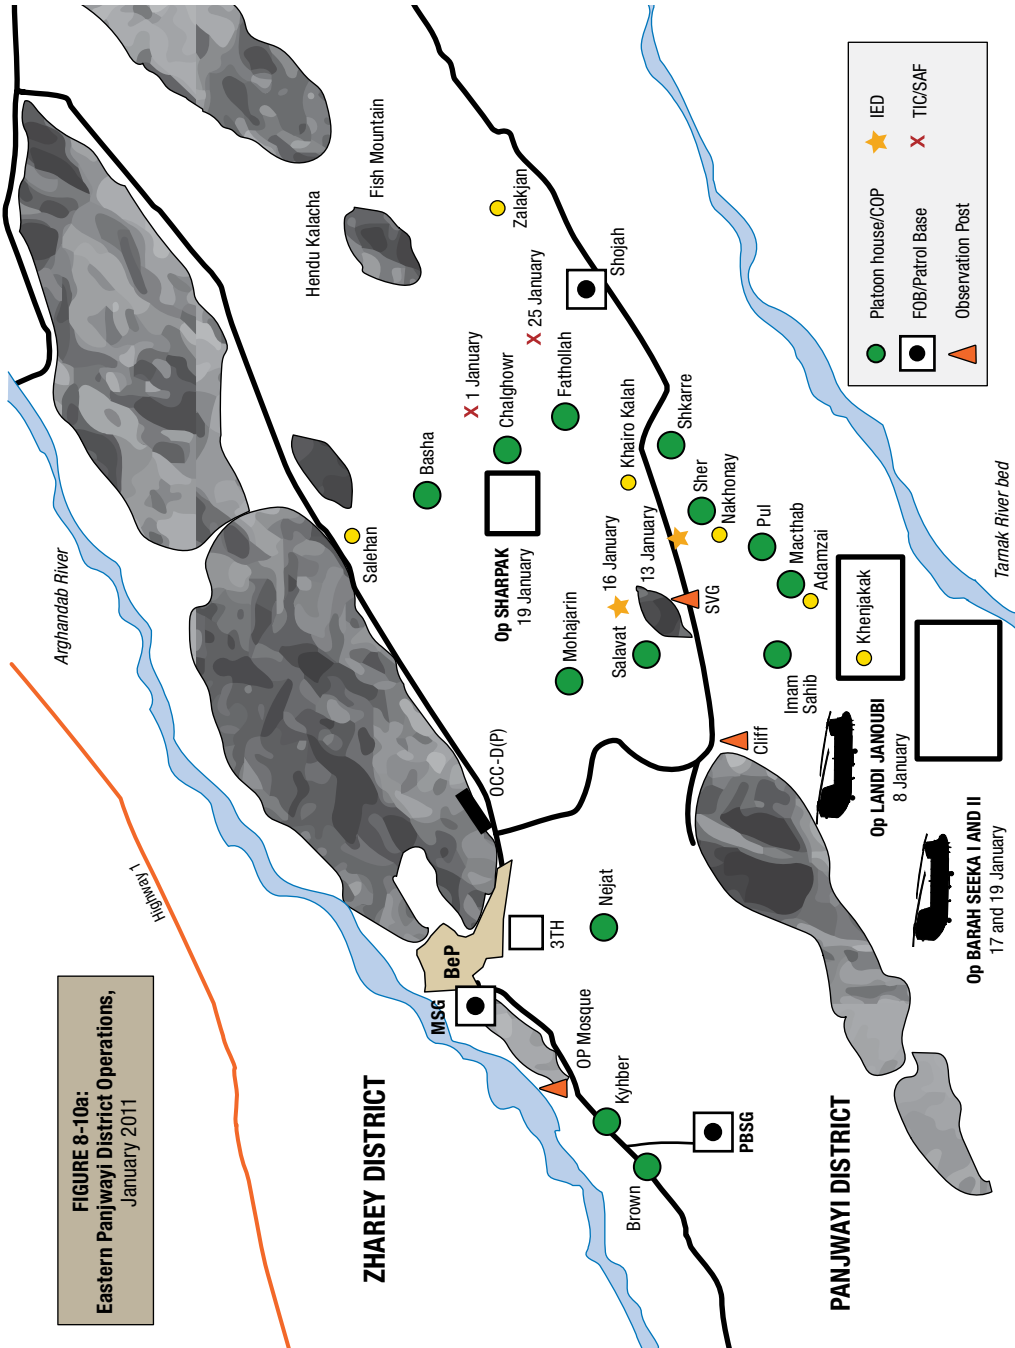 FIGURE 8-10a:
Eastern Panjwayi District Operations,
January 2011
Highway 1
Arghandab River
ZHAREY DISTRICT
PANJWAYI DISTRICT
Hendu Kalacha
Fish Mountain
Salehan
Basha
X 1 January
Chalghowr
X 25 January
Fathollah
Zalakjan
Shojah
Op SHARPAK
19 January
OCC-D(P)
BeP
MSG
3TH
Nejat
OP Mosque
Kyhber
Brown
PBSG
Mohajarin
Salavat
16 January
13 January
Khairo Kalah
Shkarre
Sher
Nakhonay
SVG
Pul
Macthab
Adamzai
Imam
Sahib
Cliff
Khenjakak
Op LANDI JANOUBI
8 January
Op BARAH SEEKA I AND II
17 and 19 January
Tarnak River bed
Platoon house/COP
FOB/Patrol Base
Observation Post
IED
X TIC/SAF